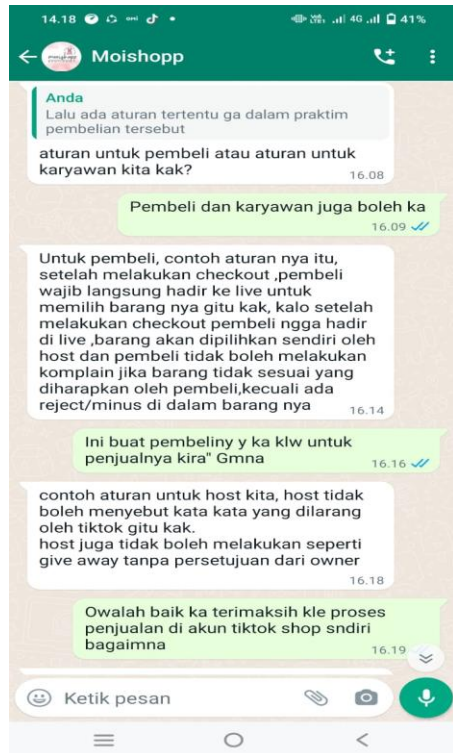 14.18
4G 41%
Moishopp
Anda
Lalu ada aturan tertentu ga dalam praktim
pembelian tersebut
aturan untuk pembeli atau aturan untuk
karyawan kita kak?
16.08
Pembeli dan karyawan juga boleh ka
16.09
Untuk pembeli, contoh aturan nya itu,
setelah melakukan checkout ,pembeli
wajib langsung hadir ke live untuk
memilih barang nya gitu kak, kalo setelah
melakukan checkout pembeli ngga hadir
di live ,barang akan dipilihkan sendiri oleh
host dan pembeli tidak boleh melakukan
komplain jika barang tidak sesuai yang
diharapkan oleh pembeli,kecuali ada
reject/minus di dalam barang nya
16.14
Ini buat pembeliny y ka klw untuk
penjualnya kira" Gmna
16.16
contoh aturan untuk host kita, host tidak
boleh menyebut kata kata yang dilarang
oleh tiktok gitu kak.
host juga tidak boleh melakukan seperti
give away tanpa persetujuan dari owner
16.18
Owalah baik ka terimaksih kle proses
penjualan di akun tiktok shop sndiri
bagaimna
16.19
Ketik pesan